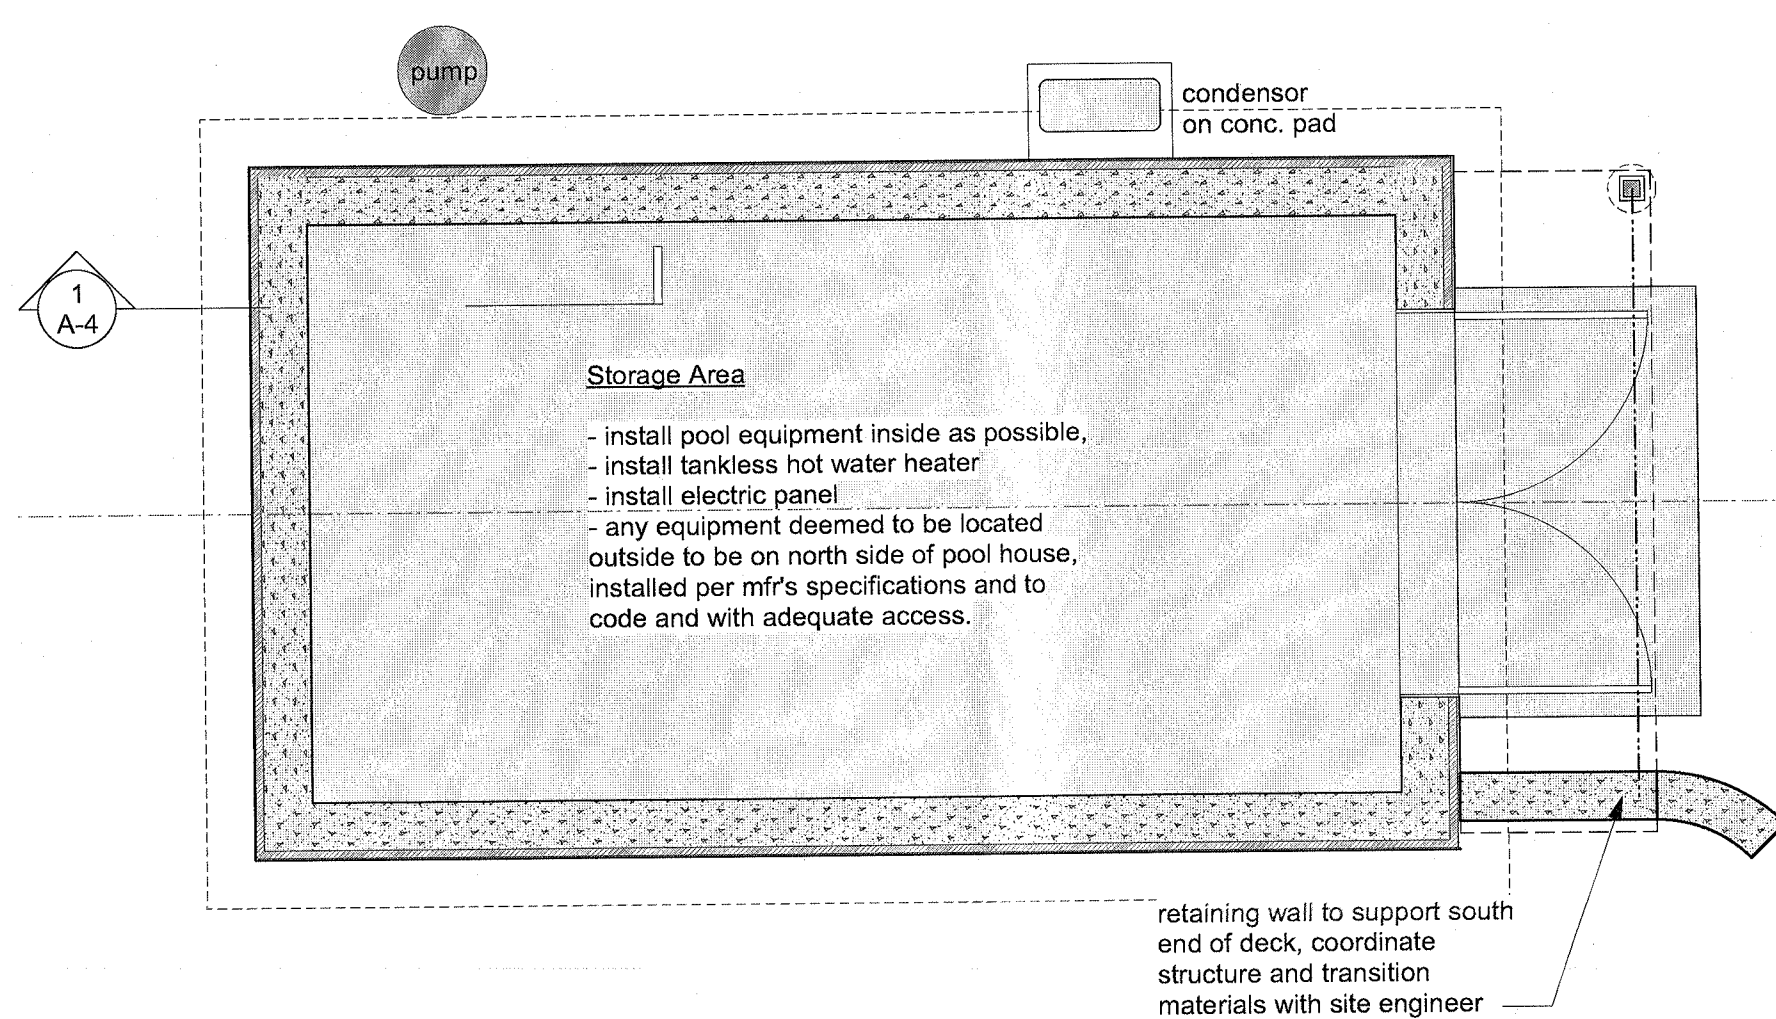 pump
condensor
on conc. pad
1
A-4
Storage Area
- install pool equipment inside as possible,
- install tankless hot water heater
- install electric panel
- any equipment deemed to be located
outside to be on north side of pool house,
installed per mfr's specifications and to
code and with adequate access.
retaining wall to support south
end of deck, coordinate
structure and transition
materials with site engineer